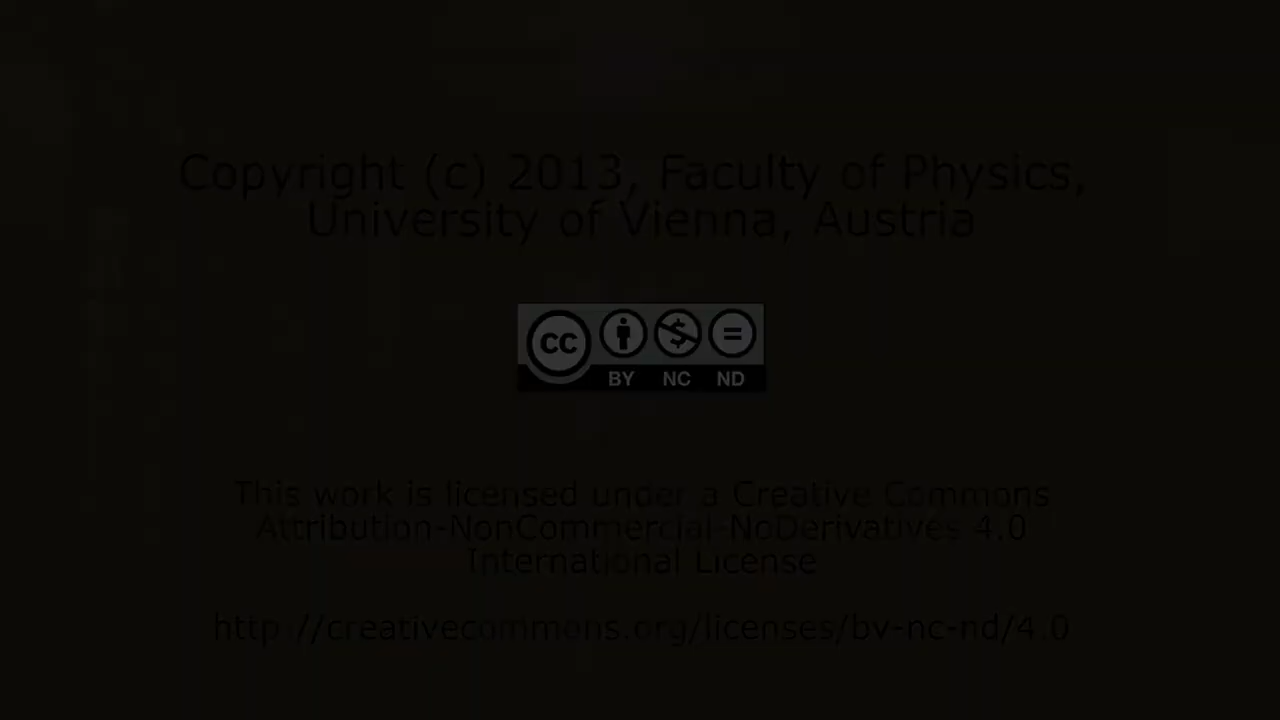 Copyright (c) 2013, Faculty of Physics,
University of Vienna, Austria
CC BY NC ND
This work is licensed under a Creative Commons
Attribution-NonCommercial-NoDerivatives 4.0
International License
http://creativecommons.org/licenses/by-nc-nd/4.0